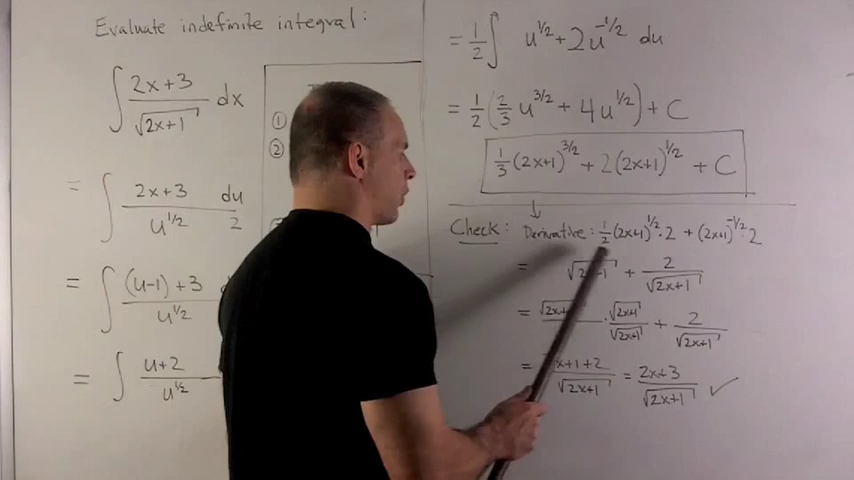 Evaluate indefinite integral:
∫ (2x+3)/√(2x+1) dx
= ∫ (2x+3)/u^(1/2) du/2
= ∫ ((u-1)+3)/u^(1/2)
= ∫ (u+2)/u^(1/2)
①
②
= 1/2 ∫ u^(1/2) + 2u^(-1/2) du
= 1/2 (2/3 u^(3/2) + 4u^(1/2)) + C
1/3 (2x+1)^(3/2) + 2(2x+1)^(1/2) + C
Check: Derivative: 1/2 (2x+1)^(1/2) · 2 + (2x+1)^(-1/2) · 2
= + 2/√(2x+1)
= · √(2x+1)/√(2x+1) + 2/√(2x+1)
= x+1+2/√(2x+1) = (2x+3)/√(2x+1) ✓